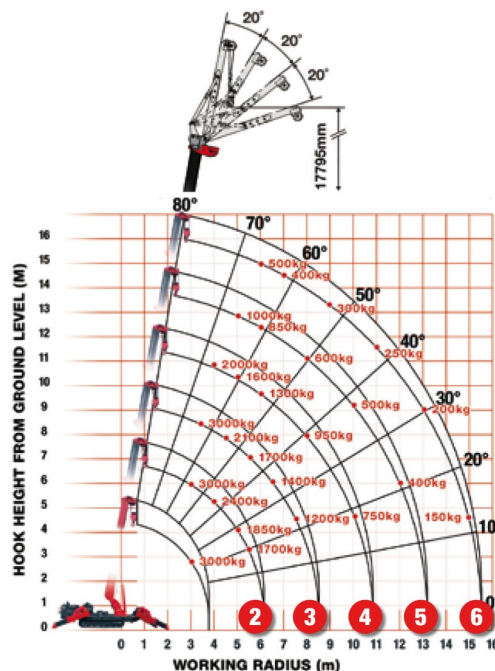 20°
20°
20°
17795mm
80°
70°
60°
50°
40°
30°
20°
10°
0
HOOK HEIGHT FROM GROUND LEVEL (M)
16
15
14
13
12
11
10
9
8
7
6
5
4
3
2
1
0
500kg
400kg
300kg
250kg
200kg
150kg
1000kg
850kg
600kg
500kg
400kg
2000kg
1600kg
1300kg
950kg
750kg
3000kg
2100kg
1700kg
1400kg
1200kg
3000kg
2400kg
1850kg
1700kg
3000kg
2 3 4 5 6
0 1 2 2 3 4 5 6 7 8 9 10 11 12 13 14 15 16
WORKING RADIUS (m)